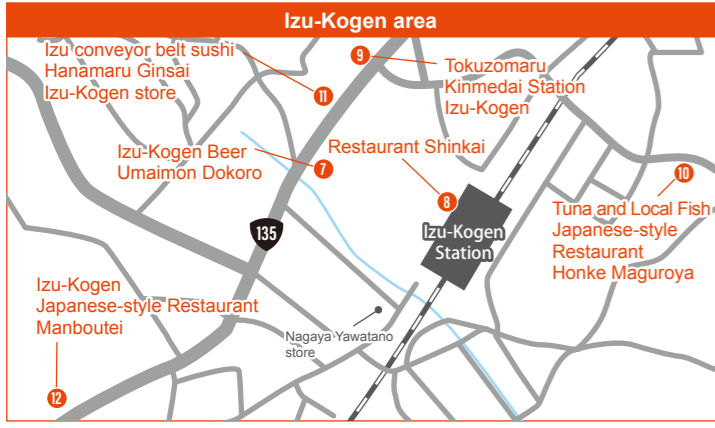 Izu-Kogen area
Izu conveyor belt sushi
Hanamaru Ginsai
Izu-Kogen store
11
9
Tokuzomaru
Kinmedai Station
Izu-Kogen
Izu-Kogen Beer
Umaimon Dokoro
7
Restaurant Shinkai
8
Izu-Kogen
Station
10
Tuna and Local Fish
Japanese-style
Restaurant
Honke Maguroya
135
Izu-Kogen
Japanese-style Restaurant
Manboutei
12
Nagaya Yawatano
store